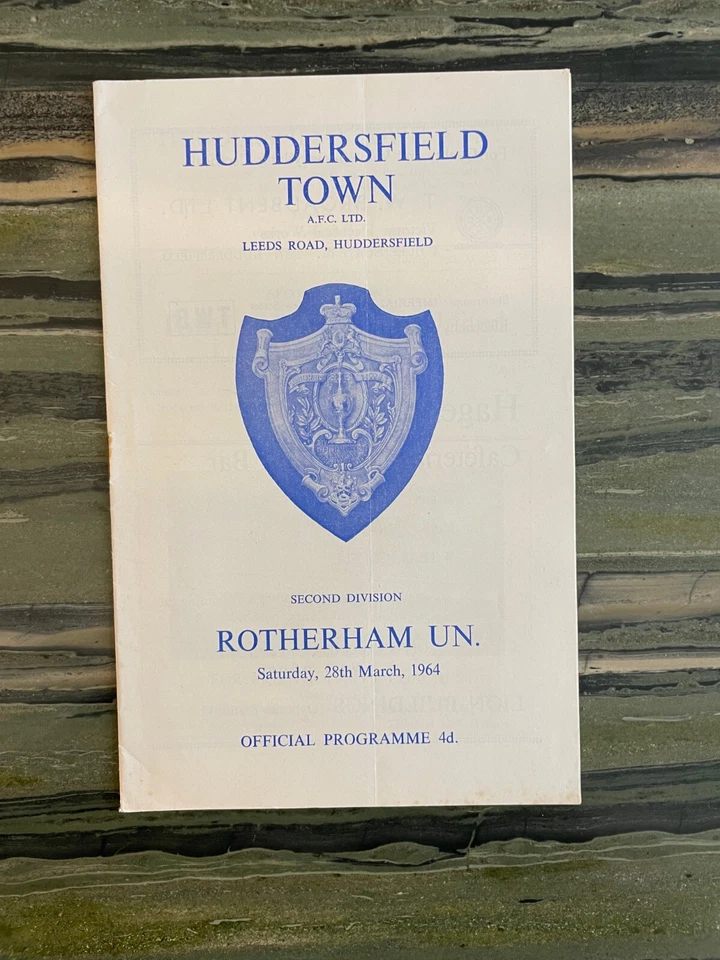 HUDDERSFIELD
TOWN
A.F.C. LTD.
LEEDS ROAD, HUDDERSFIELD
SECOND DIVISION
ROTHERHAM UN.
Saturday, 28th March, 1964
OFFICIAL PROGRAMME 4d.